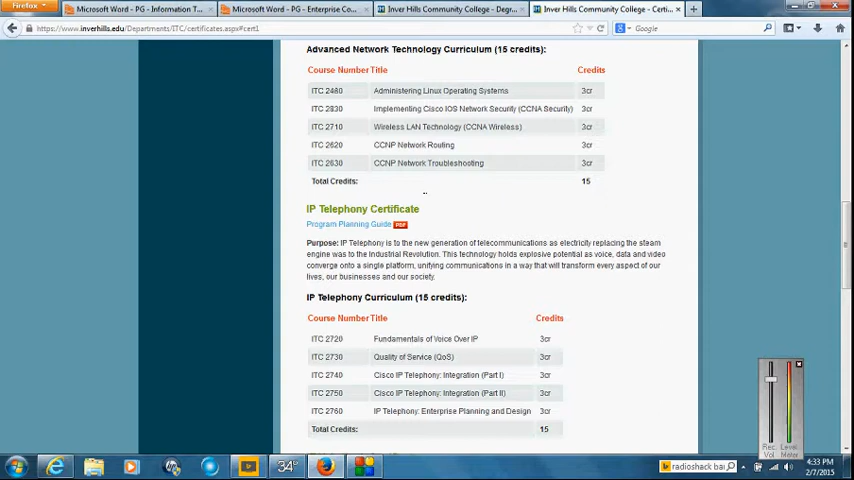 Firefox
Microsoft Word - PG - Information T...
Microsoft Word - PG - Enterprise Co...
Inver Hills Community College - Degr...
Inver Hills Community College - Certi...
https://www.inverhills.edu/Departments/ITC/certificates.aspx#cert1
Google
Advanced Network Technology Curriculum (15 credits):
Course Number Title Credits
ITC 2480 Administering Linux Operating Systems 3cr
ITC 2830 Implementing Cisco IOS Network Security (CCNA Security) 3cr
ITC 2710 Wireless LAN Technology (CCNA Wireless) 3cr
ITC 2620 CCNP Network Routing 3cr
ITC 2630 CCNP Network Troubleshooting 3cr
Total Credits: 15
IP Telephony Certificate
Program Planning Guide PDF
Purpose: IP Telephony is to the new generation of telecommunications as electricity replacing the steam
engine was to the Industrial Revolution. This technology holds explosive potential as voice, data and video
converge onto a single platform, unifying communications in a way that will transform every aspect of our
lives, our businesses and our society.
IP Telephony Curriculum (15 credits):
Course Number Title Credits
ITC 2720 Fundamentals of Voice Over IP 3cr
ITC 2730 Quality of Service (QoS) 3cr
ITC 2740 Cisco IP Telephony: Integration (Part I) 3cr
ITC 2750 Cisco IP Telephony: Integration (Part II) 3cr
ITC 2760 IP Telephony: Enterprise Planning and Design 3cr
Total Credits: 15
Rec. Vol
Level Meter
34°
radioshack ba
4:33 PM
2/7/2015